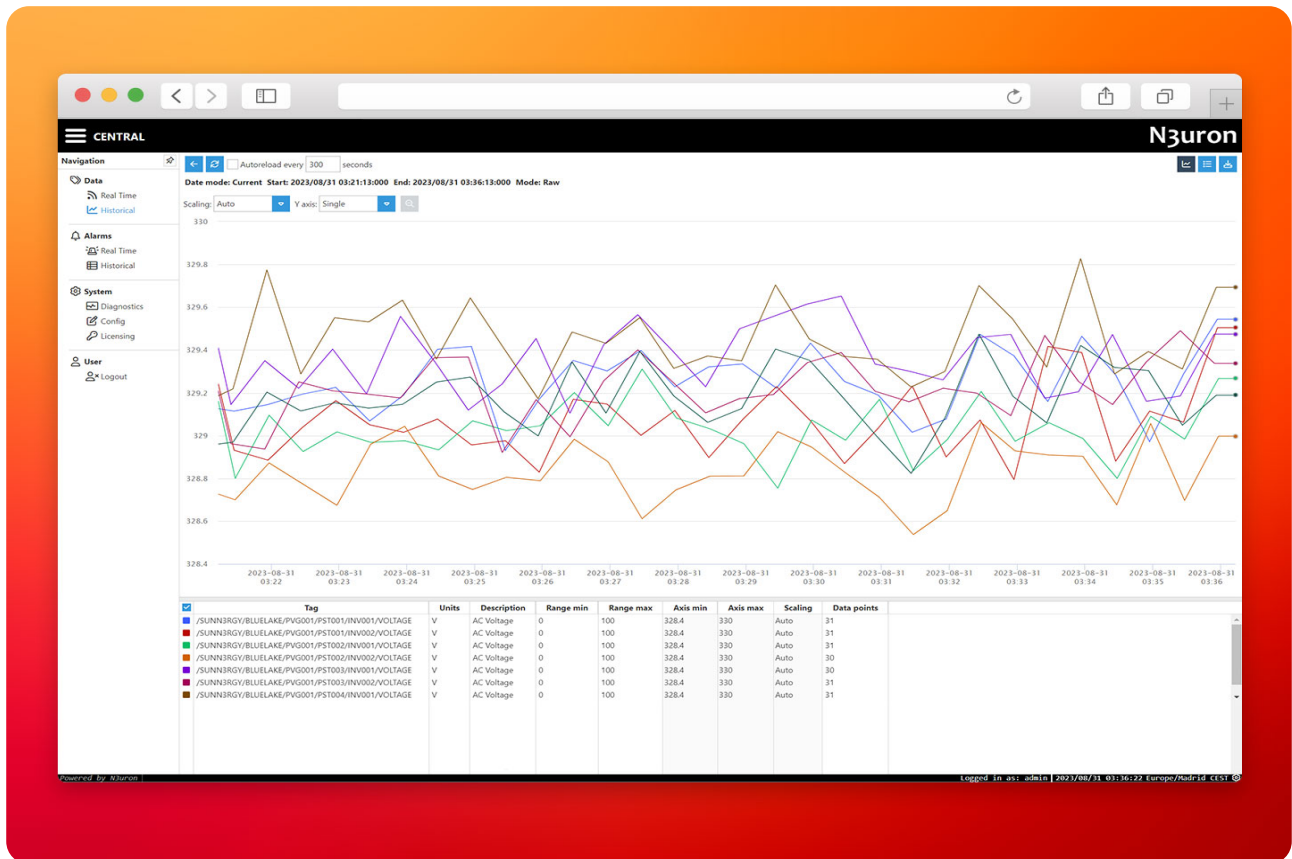 CENTRAL
N3uron
Navigation
Data
Real Time
Historical
Alarms
Real Time
Historical
System
Diagnostics
Config
Licensing
User
Logout
Autoreload every 300 seconds
Date mode: Current Start: 2023/08/31 03:21:13:000 End: 2023/08/31 03:36:13:000 Mode: Raw
Scaling: Auto Y axis: Single
330
329.8
329.6
329.4
329.2
329
328.8
328.6
328.4
2023-08-31 2023-08-31 2023-08-31 2023-08-31 2023-08-31 2023-08-31 2023-08-31 2023-08-31 2023-08-31 2023-08-31 2023-08-31 2023-08-31 2023-08-31 2023-08-31 2023-08-31
03:22 03:23 03:24 03:25 03:26 03:27 03:28 03:29 03:30 03:31 03:32 03:33 03:34 03:35 03:36
Tag Units Description Range min Range max Axis min Axis max Scaling Data points
/SUNN3RGY/BLUELAKE/PVG001/PST001/INV001/VOLTAGE V AC Voltage 0 100 328.4 330 Auto 31
/SUNN3RGY/BLUELAKE/PVG001/PST001/INV002/VOLTAGE V AC Voltage 0 100 328.4 330 Auto 31
/SUNN3RGY/BLUELAKE/PVG001/PST002/INV001/VOLTAGE V AC Voltage 0 100 328.4 330 Auto 31
/SUNN3RGY/BLUELAKE/PVG001/PST002/INV002/VOLTAGE V AC Voltage 0 100 328.4 330 Auto 30
/SUNN3RGY/BLUELAKE/PVG001/PST003/INV001/VOLTAGE V AC Voltage 0 100 328.4 330 Auto 30
/SUNN3RGY/BLUELAKE/PVG001/PST003/INV002/VOLTAGE V AC Voltage 0 100 328.4 330 Auto 31
/SUNN3RGY/BLUELAKE/PVG001/PST004/INV001/VOLTAGE V AC Voltage 0 100 328.4 330 Auto 31
Powered by N3uron
Logged in as: admin 2023/08/31 03:36:22 Europe/Madrid CEST